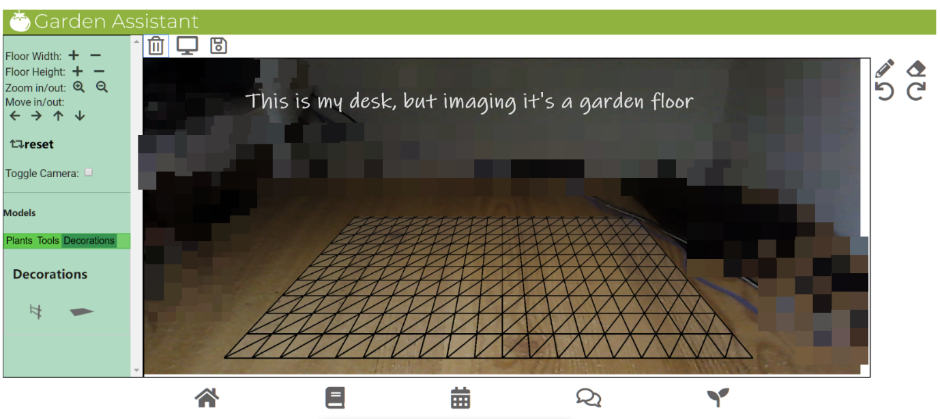 Garden Assistant
Floor Width:
Floor Height:
Zoom in/out:
Move in/out:
reset
Toggle Camera:
Models
Plants Tools Decorations
Decorations
This is my desk, but imaging it's a garden floor